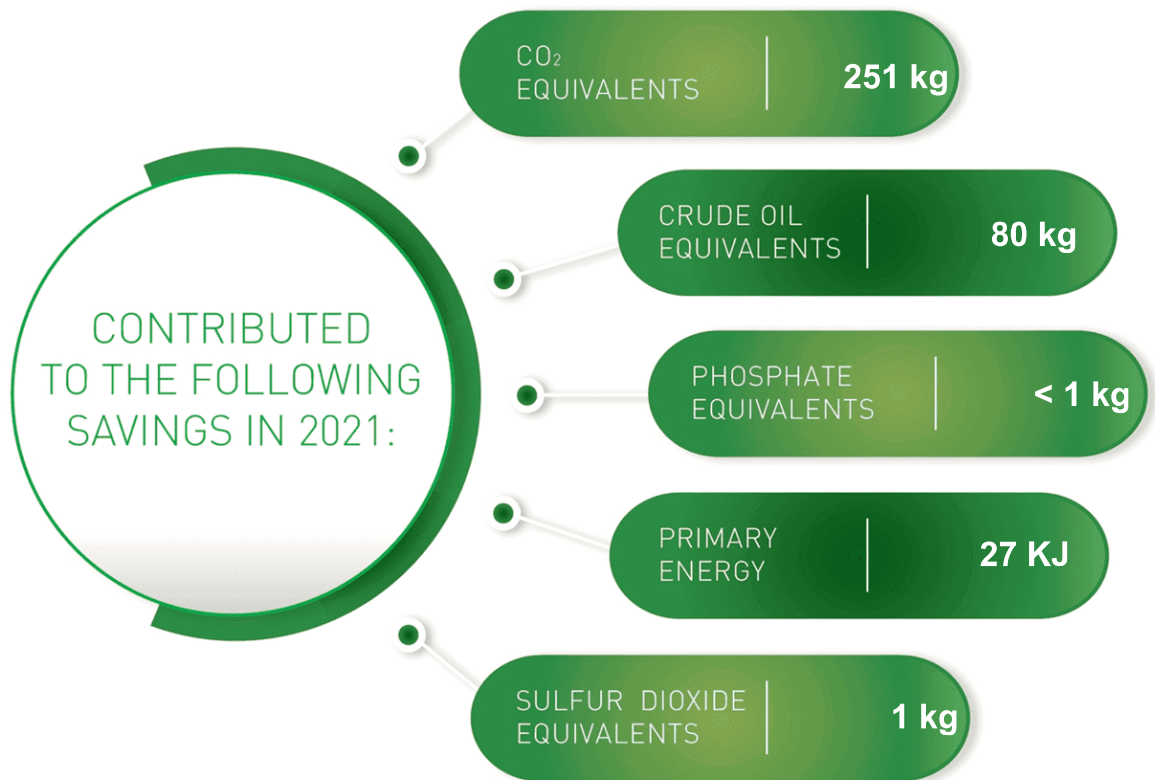 CONTRIBUTED
TO THE FOLLOWING
SAVINGS IN 2021:
CO₂
EQUIVALENTS
251 kg
CRUDE OIL
EQUIVALENTS
80 kg
PHOSPHATE
EQUIVALENTS
< 1 kg
PRIMARY
ENERGY
27 KJ
SULFUR DIOXIDE
EQUIVALENTS
1 kg